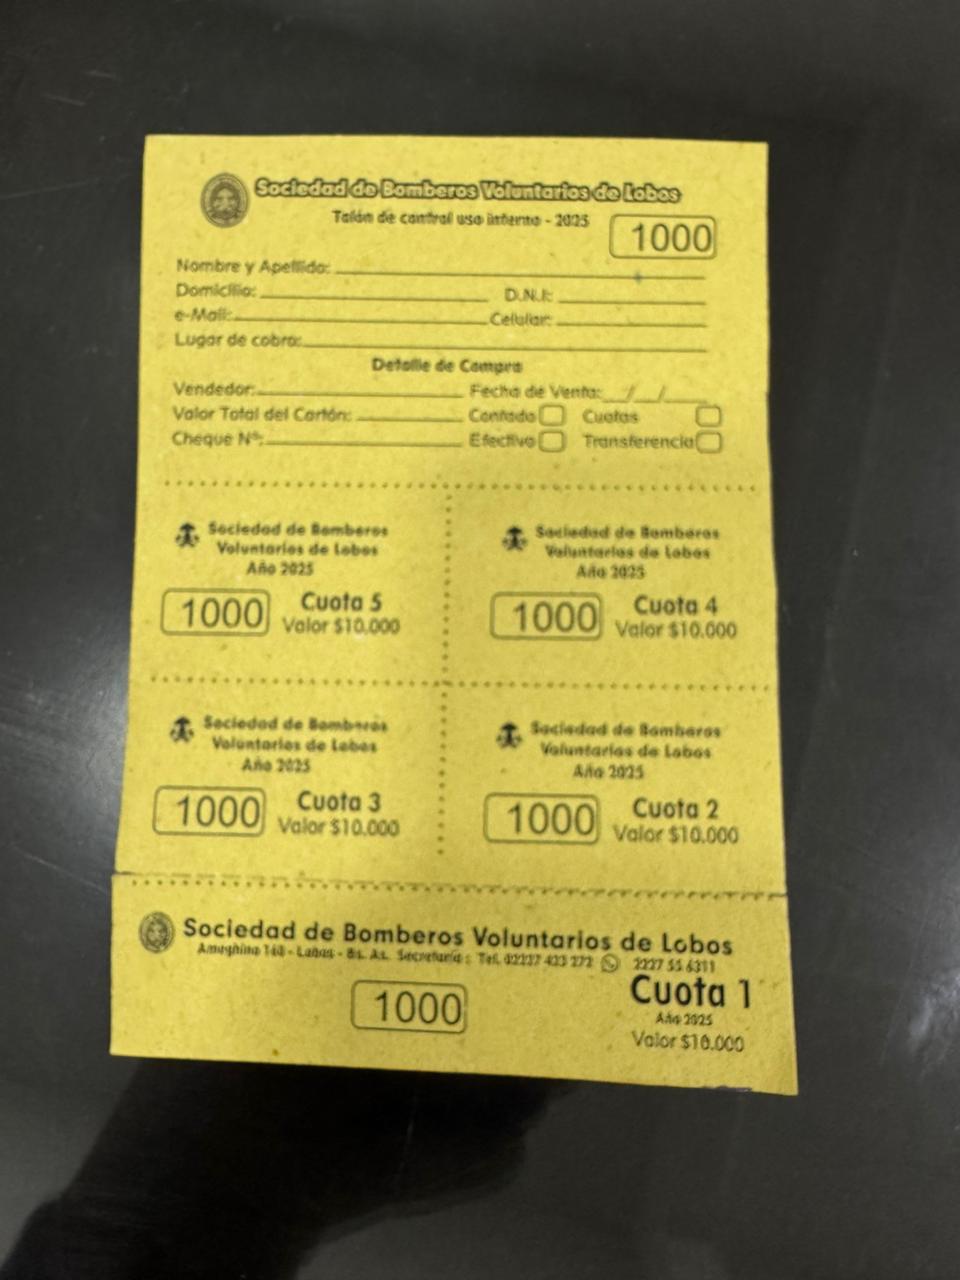 Sociedad de Bomberos Voluntarios de Lobos
Talón de control uso interno - 2025
1000
Nombre y Apellido:
Domicilio: D.N.I:
e-Mail: Celular:
Lugar de cobro:
Detalle de Compra
Vendedor: Fecha de Venta: / /
Valor Total del Cartón: Contado Cuotas
Cheque Nº: Efectivo Transferencia
Sociedad de Bomberos
Voluntarios de Lobos
Año 2025
1000
Cuota 5
Valor $10.000
Sociedad de Bomberos
Voluntarios de Lobos
Año 2025
1000
Cuota 4
Valor $10.000
Sociedad de Bomberos
Voluntarios de Lobos
Año 2025
1000
Cuota 3
Valor $10.000
Sociedad de Bomberos
Voluntarios de Lobos
Año 2025
1000
Cuota 2
Valor $10.000
Sociedad de Bomberos Voluntarios de Lobos
Ameghino - Lobos - Bs. As. Secretaría : Tel. 2227 55 6311
1000
Cuota 1
Año 2025
Valor $10.000